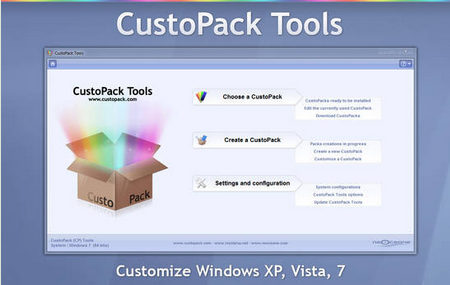 CustoPack Tools
CustoPack Tools
CustoPack Tools
www.custopack.com
Custo Pack
Choose a CustoPack
CustoPacks ready to be installed
Edit the currently used CustoPack
Download CustoPacks
Create a CustoPack
Packs creations in progress
Create a new CustoPack
Customize a CustoPack
Settings and configuration
System configurations
CustoPack Tools options
Update CustoPack Tools
CustoPack (CP) Tools
System : Windows 7 (64-bits)
www.custopack.com
Customize Windows XP, Vista, 7